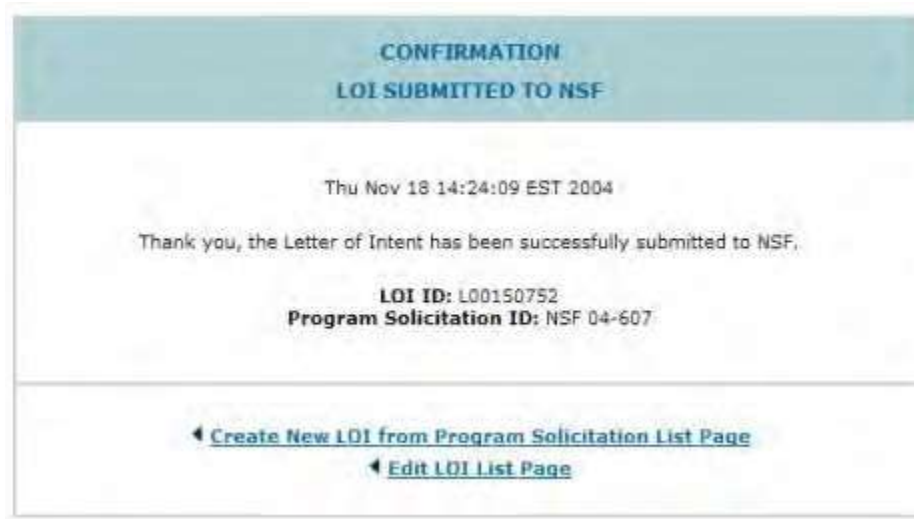 CONFIRMATION
LOI SUBMITTED TO NSF
Thu Nov 18 14:24:09 EST 2004
Thank you, the Letter of Intent has been successfully submitted to NSF.
LOI ID: L00150752
Program Solicitation ID: NSF 04-607
Create New LOI from Program Solicitation List Page
Edit LOI List Page